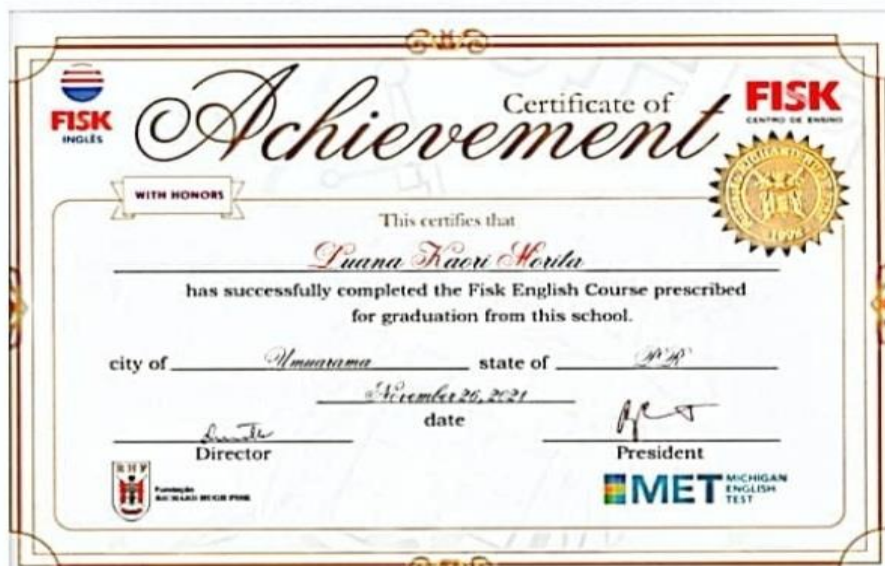 Certificate of
Achievement
FISK
INGLÊS
FISK
CENTRO DE ENSINO
WITH HONORS
This certifies that
Luana Kaori Morita
has successfully completed the Fisk English Course prescribed
for graduation from this school.
city of Umuarama state of PR
November 26, 2021
date
Director
President
RHF
Fundação
RICHARD HUGH FISK
MET MICHIGAN
ENGLISH
TEST